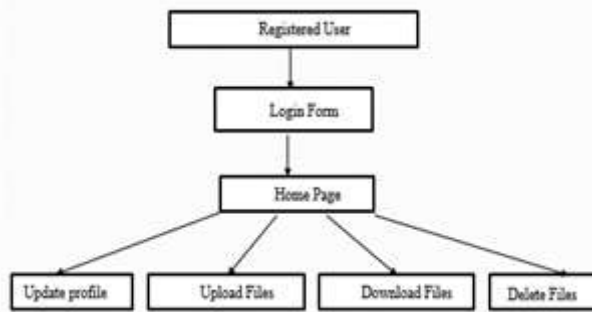 Registered User
Login Form
Home Page
Update profile
Upload Files
Download Files
Delete Files